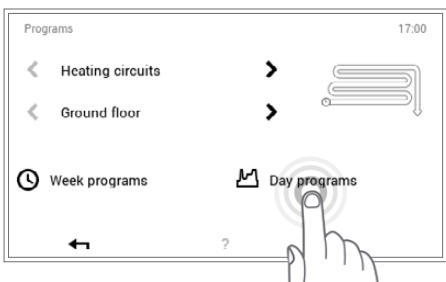 Programs 17:00
Heating circuits
Ground floor
Week programs Day programs
?